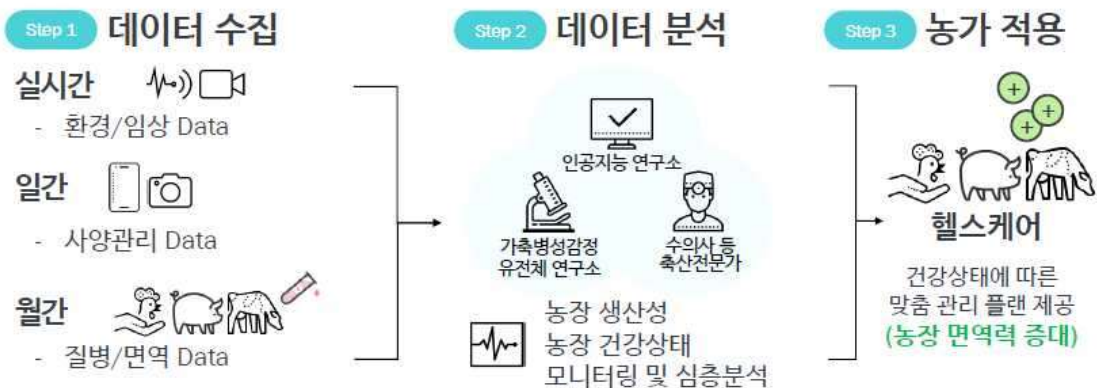 Step 1 데이터 수집
실시간
- 환경/임상 Data
일간
- 사양관리 Data
월간
- 질병/면역 Data
Step 2 데이터 분석
인공지능 연구소
가축병성감정
유전체 연구소
수의사 등
축산전문가
농장 생산성
농장 건강상태
모니터링 및 심층분석
Step 3 농가 적용
헬스케어
건강상태에 따른
맞춤 관리 플랜 제공
(농장 면역력 증대)